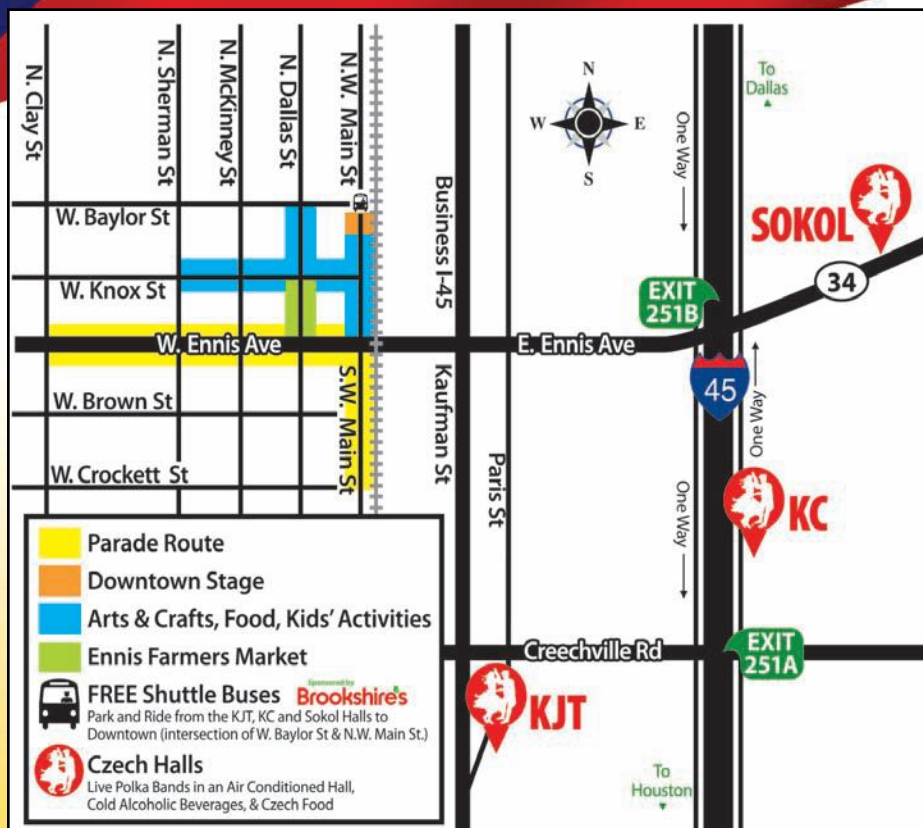 N. Clay St
N. Sherman St
N. McKinney St
N. Dallas St
N.W. Main St
N
W
E
S
To
Dallas
One Way
W. Baylor St
Business I-45
SOKOL
34
W. Knox St
EXIT
251B
W. Ennis Ave
E. Ennis Ave
45
One Way
W. Brown St
S.W. Main St
Kaufman St
W. Crockett St
Paris St
One Way
KC
Parade Route
Downtown Stage
Arts & Crafts, Food, Kids' Activities
Ennis Farmers Market
Creechville Rd
EXIT
251A
FREE Shuttle Buses
Sponsored by
Brookshire's
Park and Ride from the KJT, KC and Sokol Halls to
Downtown (intersection of W. Baylor St & N.W. Main St.)
KJT
Czech Halls
Live Polka Bands in an Air Conditioned Hall,
Cold Alcoholic Beverages, & Czech Food
To
Houston